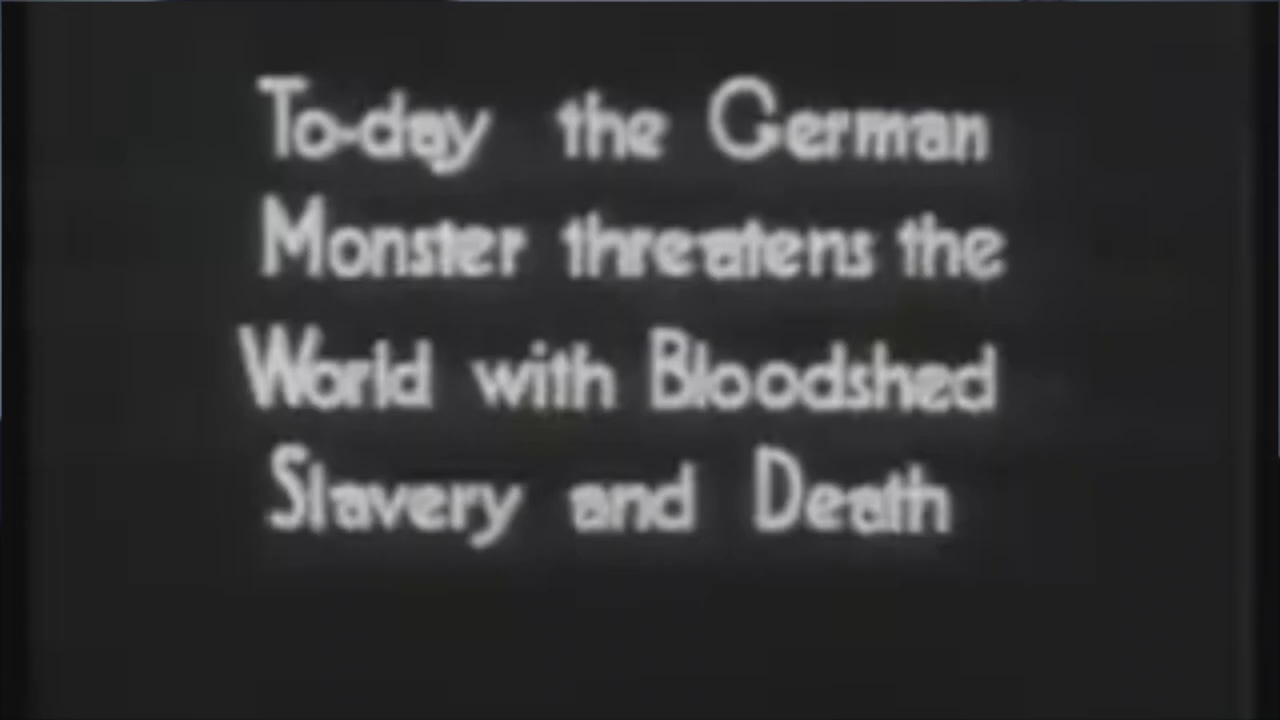 To-day the German
Monster threatens the
World with Bloodshed
Slavery and Death